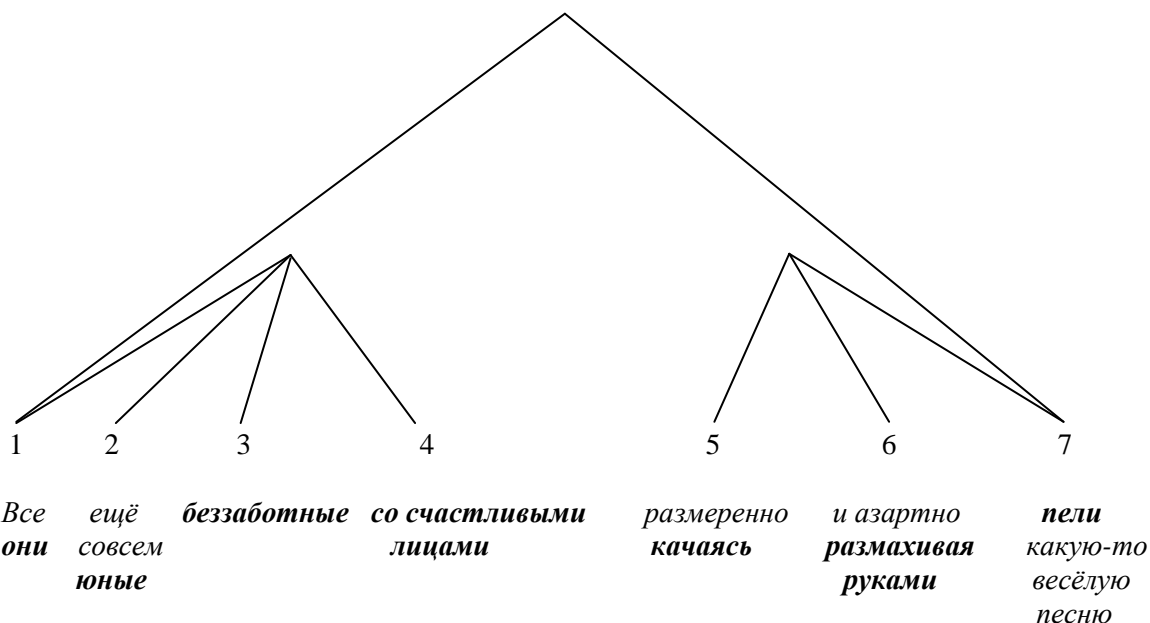 1 2 3 4 5 6 7
Все ещё беззаботные со счастливыми размеренно и азартно пели
они совсем лицами качаясь размахивая какую-то
юные руками весёлую
песню